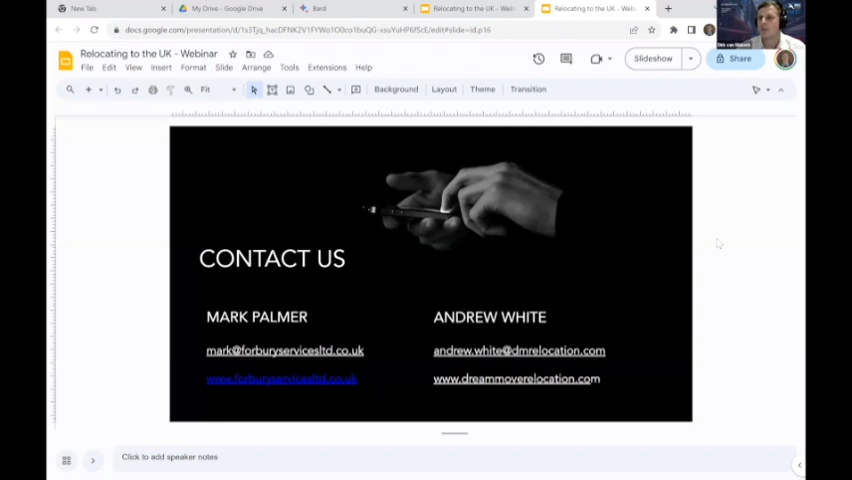 New Tab
My Drive - Google Drive
Bard
Relocating to the UK - Web
Relocating to the UK - Webin
Relocating to the UK - Webinar
File Edit View Insert Format Slide Arrange Tools Extensions Help
Slideshow
Share
Fit
Background Layout Theme Transition
CONTACT US
MARK PALMER
mark@forburyservicesltd.co.uk
www.forburyservicesltd.co.uk
ANDREW WHITE
andrew.white@dmrelocation.com
www.dreammoverelocation.com
Click to add speaker notes